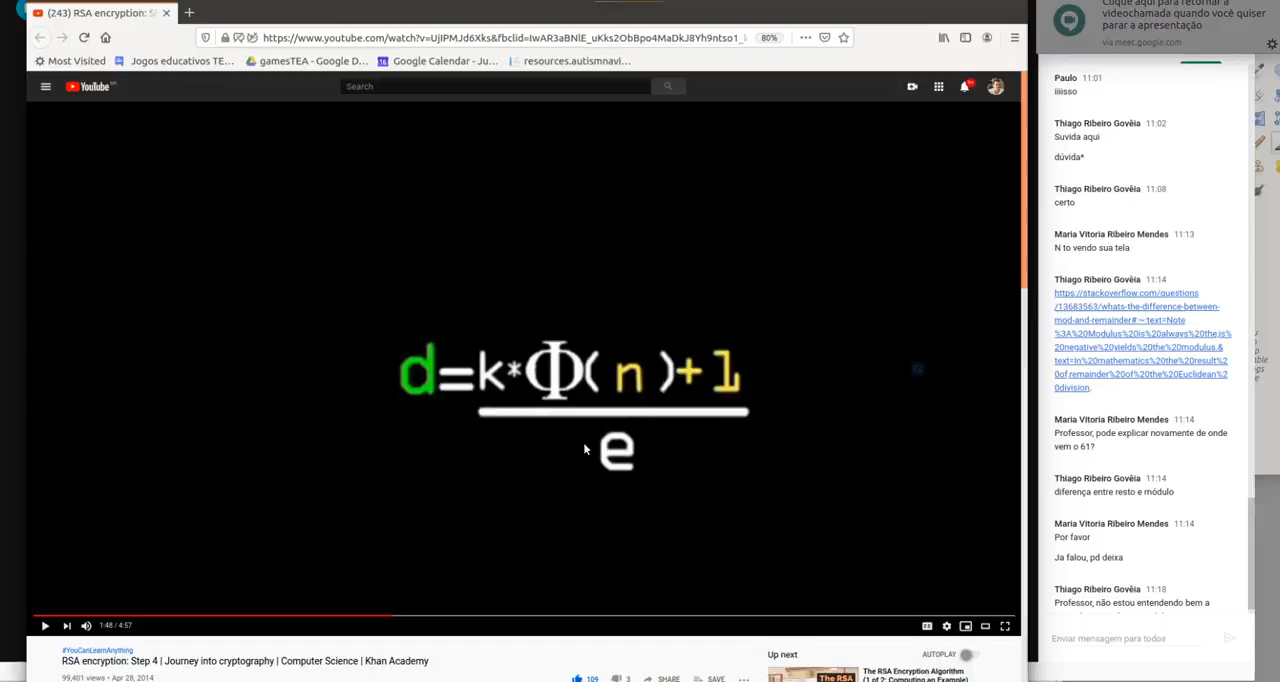 (243) RSA encryption: S
https://www.youtube.com/watch?v=UjIPMJd6Xks&fbclid=IwAR3aBNlE_uKks2ObBpo4MaDkJ8Yh9ntso1_
80%
Most Visited
Jogos educativos TE...
gamesTEA - Google D...
Google Calendar - Ju...
resources.autismnavi...
YouTube
Search
9+
d=k*Φ(n)+1
e
1:48 / 4:57
#YouCanLearnAnything
RSA encryption: Step 4 | Journey into cryptography | Computer Science | Khan Academy
99,401 views • Apr 28, 2014
109
3
SHARE
SAVE
Up next
AUTOPLAY
The RSA
The RSA Encryption Algorithm
(1 of 2: Computing an Example)
Clique aqui para retornar à
videochamada quando você quiser
parar a apresentação
via meet.google.com
Paulo 11:01
iiiisso
Thiago Ribeiro Govêia 11:02
Suvida aqui
dúvida*
Thiago Ribeiro Govêia 11:08
certo
Maria Vitoria Ribeiro Mendes 11:13
N to vendo sua tela
Thiago Ribeiro Govêia 11:14
https://stackoverflow.com/questions
/13683563/whats-the-difference-between-
mod-and-remainder#:~:text=Note
%3A%20Modulus%20is%20always%20the,is%
20negative%20yields%20the%20modulus.&
text=In%20mathematics%20the%20result%2
0of,remainder%20of%20the%20Euclidean%2
0division.
Maria Vitoria Ribeiro Mendes 11:14
Professor, pode explicar novamente de onde
vem o 61?
Thiago Ribeiro Govêia 11:14
diferença entre resto e módulo
Maria Vitoria Ribeiro Mendes 11:14
Por favor
Ja falou, pd deixa
Thiago Ribeiro Govêia 11:18
Professor, não estou entendendo bem a
Enviar mensagem para todos